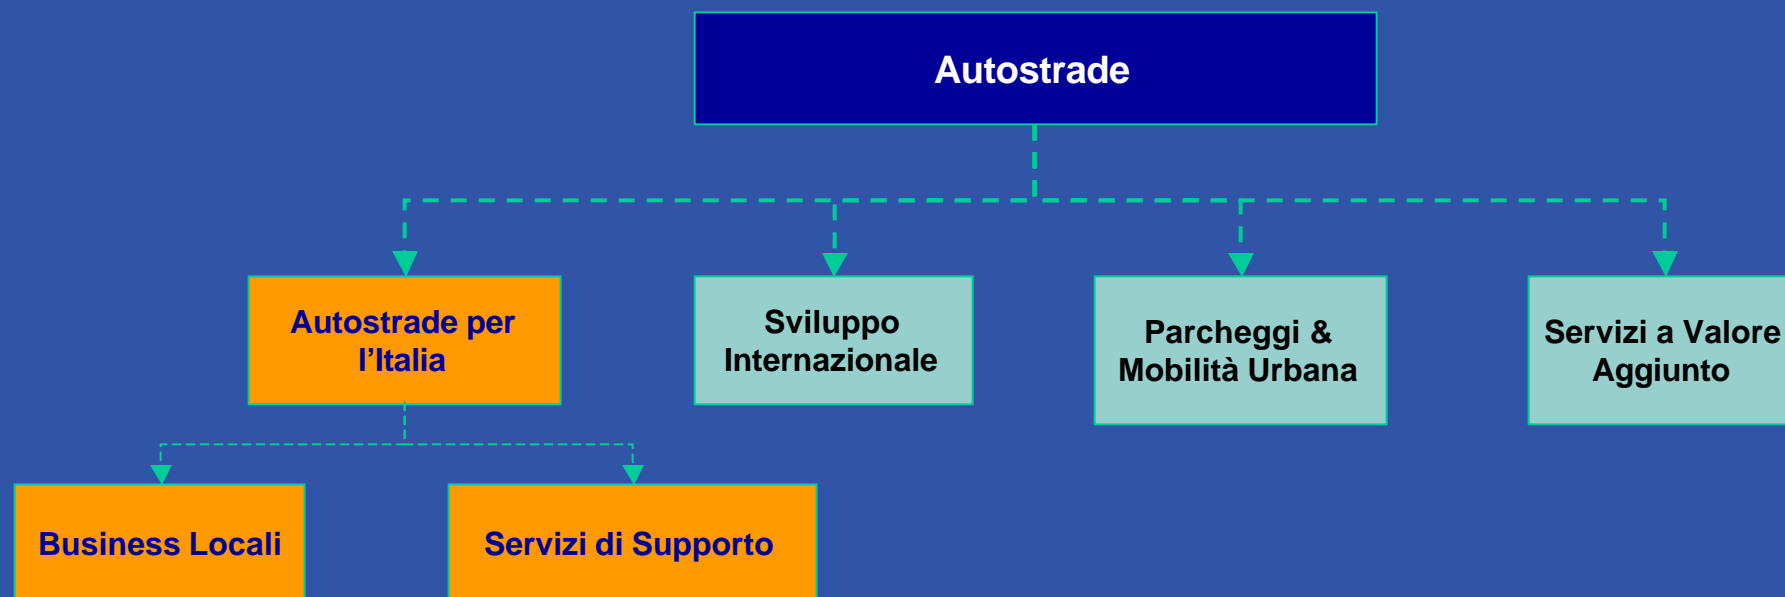 Autostrade
Autostrade per
l’Italia
Sviluppo
Internazionale
Parcheggi &
Mobilità Urbana
Servizi a Valore
Aggiunto
Business Locali
Servizi di Supporto